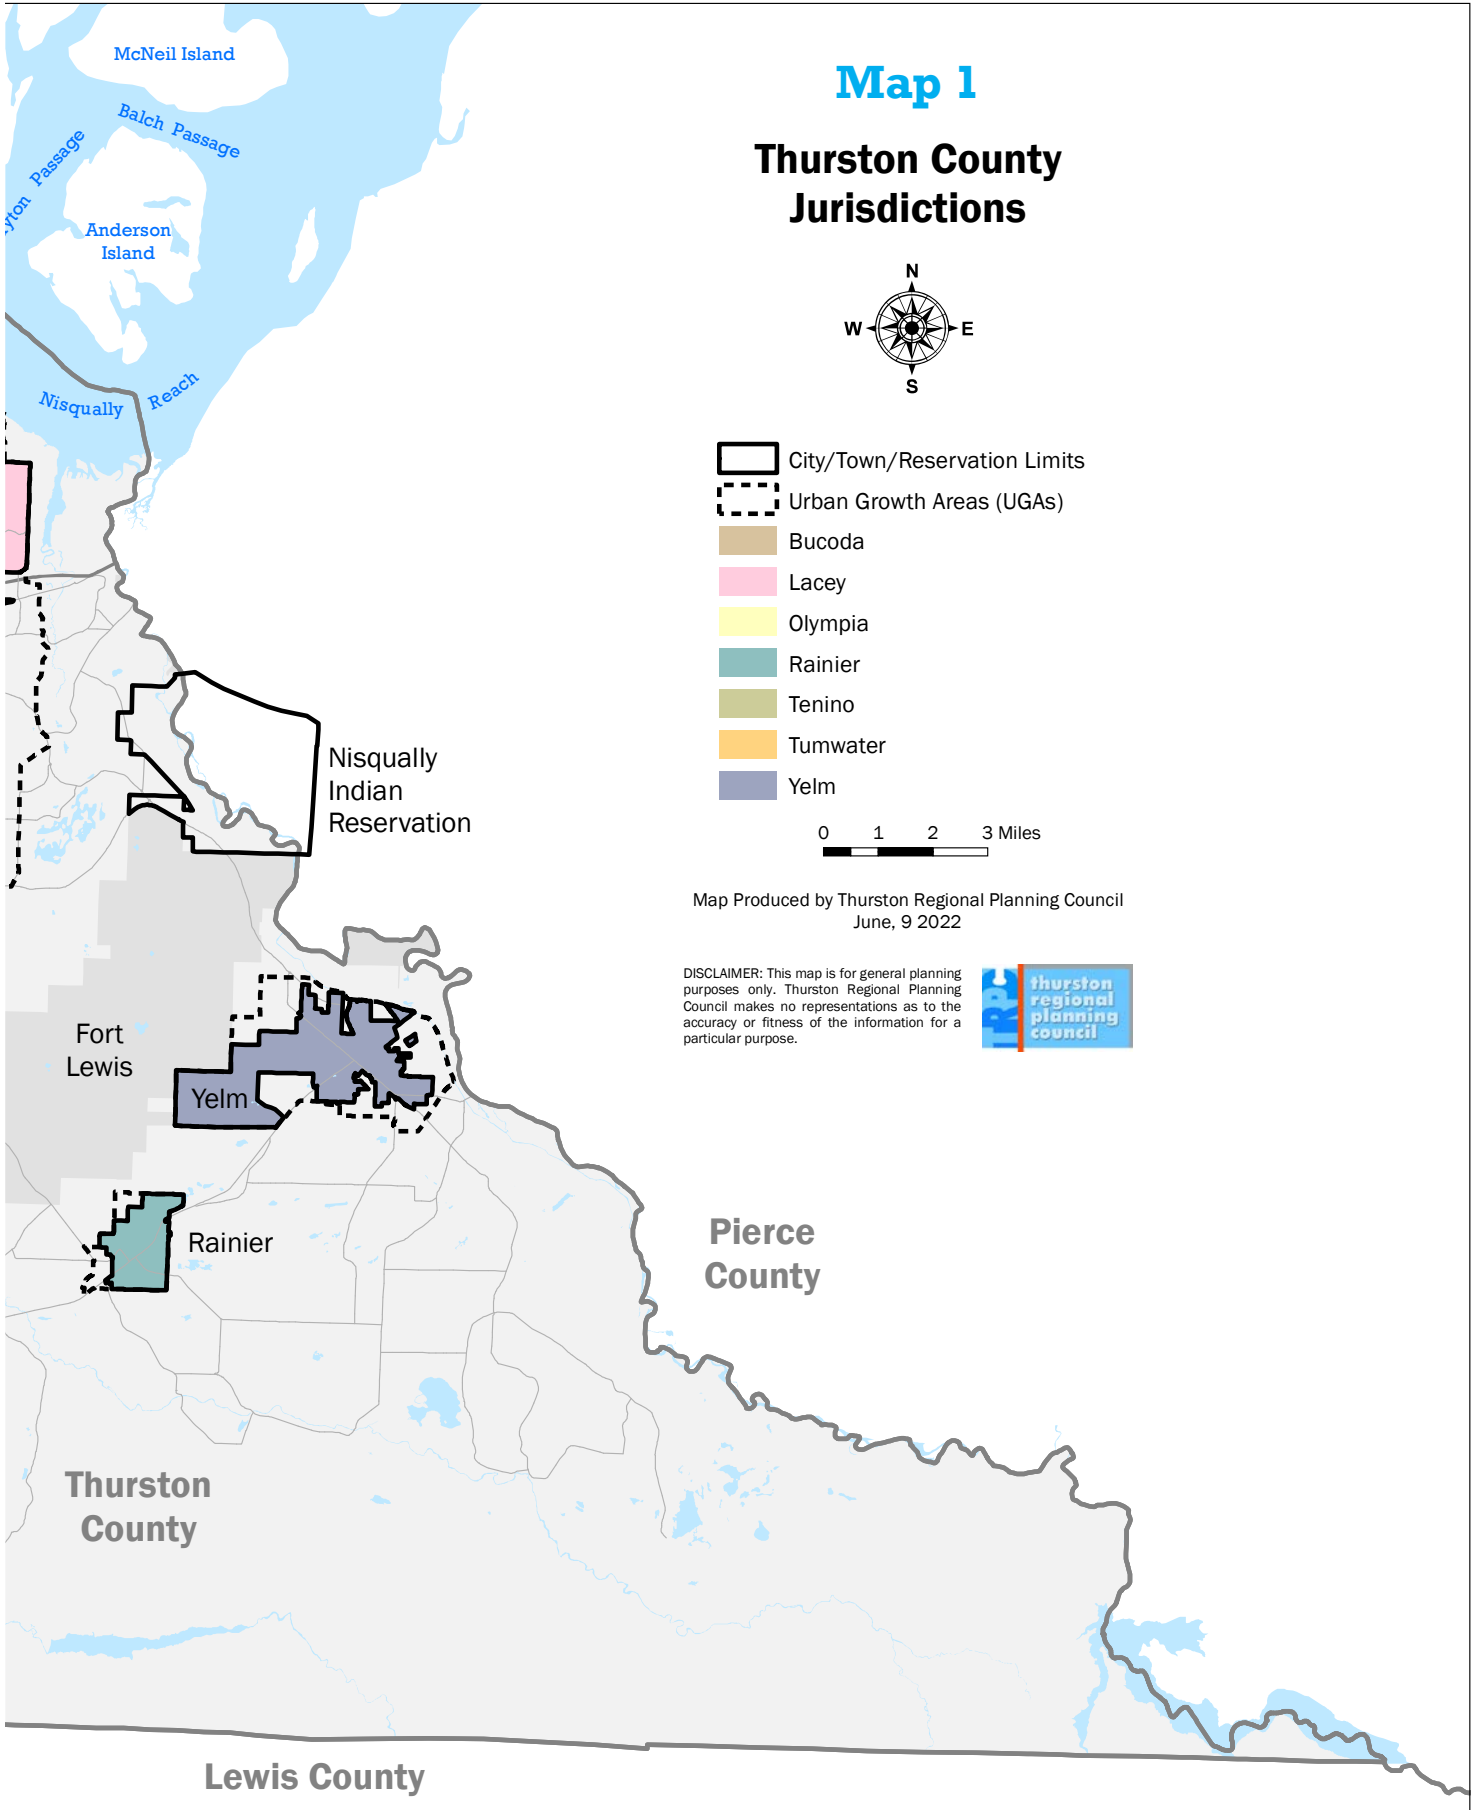 McNeil Island
Balch Passage
Passage
Anderson
Island
Nisqually Reach
Map 1
Thurston County
Jurisdictions
N
W E
S
City/Town/Reservation Limits
Urban Growth Areas (UGAs)
Bucoda
Lacey
Olympia
Rainier
Tenino
Tumwater
Yelm
0 1 2 3 Miles
Map Produced by Thurston Regional Planning Council
June, 9 2022
DISCLAIMER: This map is for general planning
purposes only. Thurston Regional Planning
Council makes no representations as to the
accuracy or fitness of the information for a
particular purpose.
TRPC
thurston
regional
planning
council
Nisqually
Indian
Reservation
Fort
Lewis
Yelm
Rainier
Pierce
County
Thurston
County
Lewis County